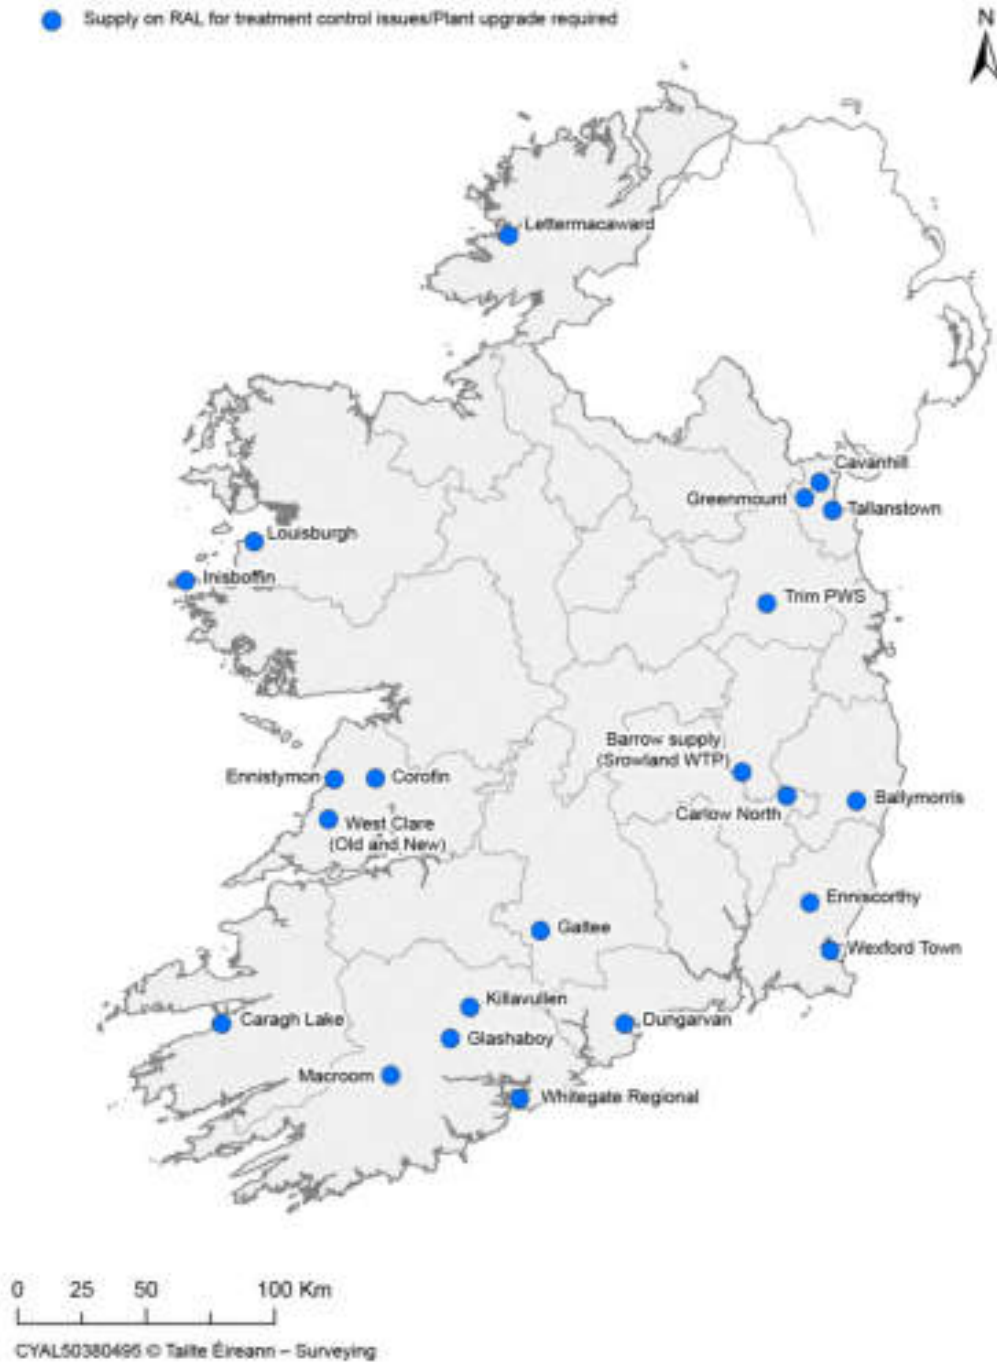 Supply on RAL for treatment control issues/Plant upgrade required
N
Lettermacaward
Cavanhill
Greenmount
Tallanstown
Louisburgh
Inisboffin
Trim PWS
Barrow supply
(Srowland WTP)
Ennistymon
Corofin
Ballymorris
Carlow North
West Clare
(Old and New)
Enniscorthy
Galtee
Wexford Town
Killavullen
Caragh Lake
Dungarvan
Glashaboy
Macroom
Whitegate Regional
0 25 50 100 Km
CYAL50380495 © Tailte Éireann – Surveying